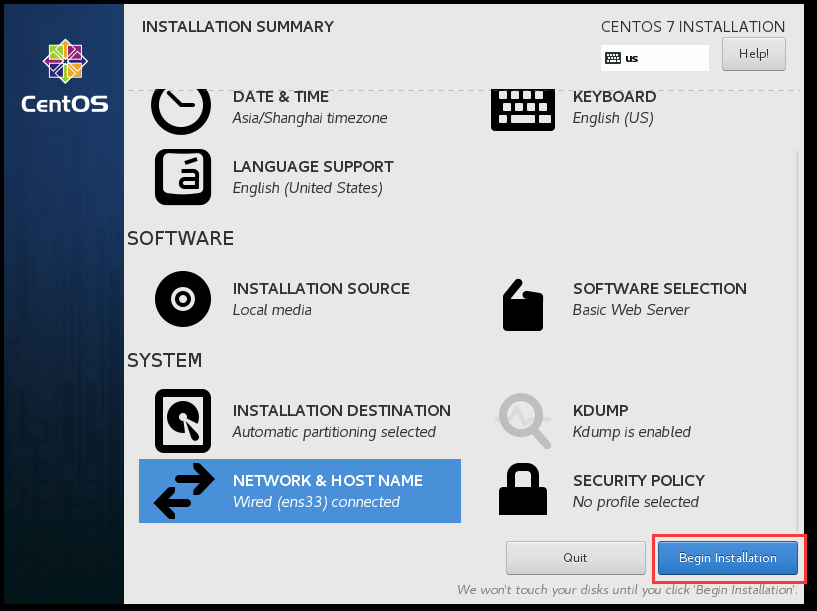 INSTALLATION SUMMARY
CENTOS 7 INSTALLATION
us
Help!
CentOS
DATE & TIME
Asia/Shanghai timezone
KEYBOARD
English (US)
á
LANGUAGE SUPPORT
English (United States)
SOFTWARE
INSTALLATION SOURCE
Local media
SOFTWARE SELECTION
Basic Web Server
SYSTEM
INSTALLATION DESTINATION
Automatic partitioning selected
KDUMP
Kdump is enabled
NETWORK & HOST NAME
Wired (ens33) connected
SECURITY POLICY
No profile selected
Quit
Begin Installation
We won't touch your disks until you click 'Begin Installation'.